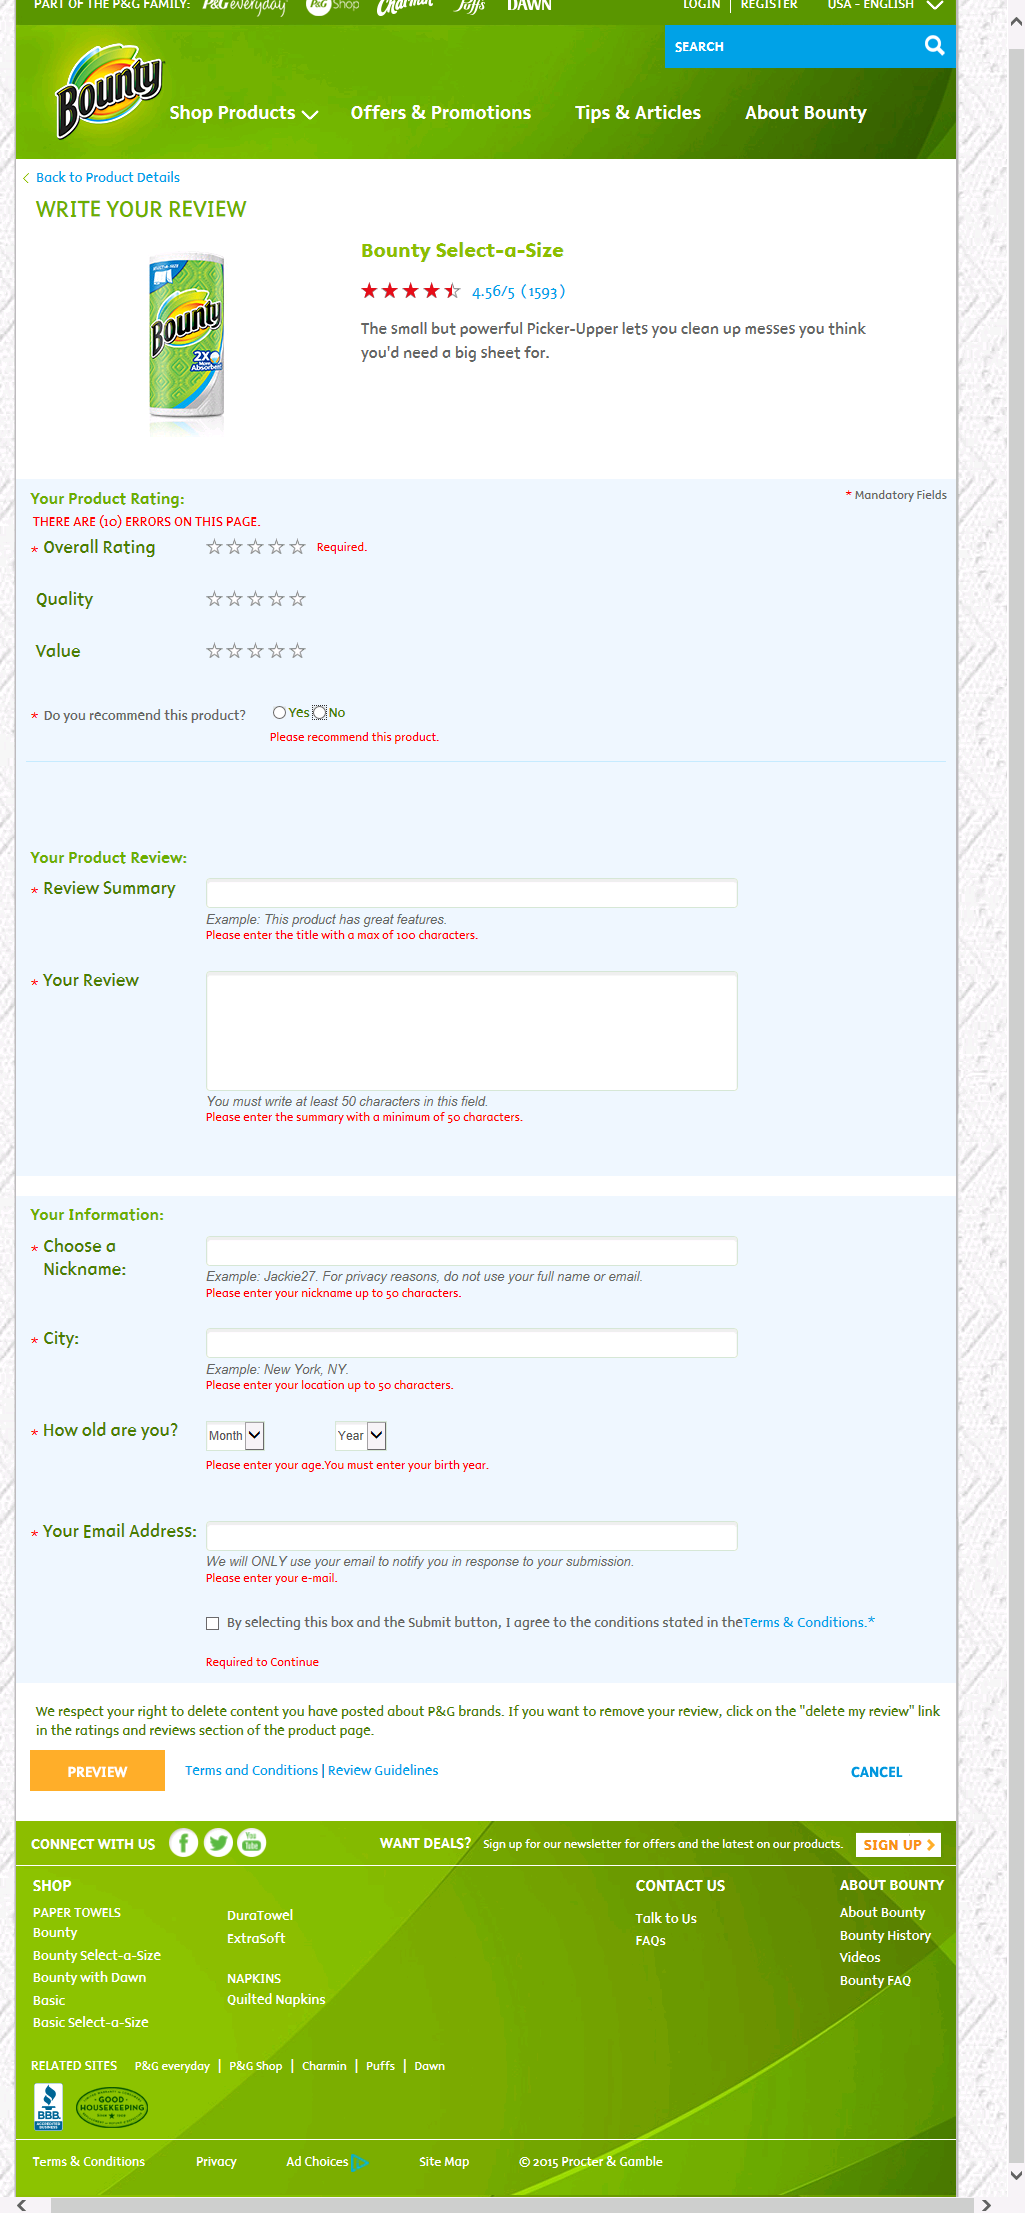 PART OF THE P&G FAMILY: P&G everyday P&G Shop Charmin Puffs DAWN LOGIN | REGISTER USA - ENGLISH
SEARCH
Bounty
Shop Products Offers & Promotions Tips & Articles About Bounty
Back to Product Details
WRITE YOUR REVIEW
Bounty Select-a-Size
4.56/5 (1593)
The small but powerful Picker-Upper lets you clean up messes you think
you'd need a big sheet for.
Bounty
2X
More
Absorbent
Your Product Rating:
* Mandatory Fields
THERE ARE (10) ERRORS ON THIS PAGE.
* Overall Rating Required.
Quality
Value
* Do you recommend this product? Yes No
Please recommend this product.
Your Product Review:
* Review Summary
Example: This product has great features.
Please enter the title with a max of 100 characters.
* Your Review
You must write at least 50 characters in this field.
Please enter the summary with a minimum of 50 characters.
Your Information:
* Choose a
Nickname:
Example: Jackie27. For privacy reasons, do not use your full name or email.
Please enter your nickname up to 50 characters.
* City:
Example: New York, NY.
Please enter your location up to 50 characters.
* How old are you? Month Year
Please enter your age.You must enter your birth year.
* Your Email Address:
We will ONLY use your email to notify you in response to your submission.
Please enter your e-mail.
By selecting this box and the Submit button, I agree to the conditions stated in theTerms & Conditions.*
Required to Continue
We respect your right to delete content you have posted about P&G brands. If you want to remove your review, click on the "delete my review" link
in the ratings and reviews section of the product page.
PREVIEW Terms and Conditions | Review Guidelines CANCEL
CONNECT WITH US You Tube WANT DEALS? Sign up for our newsletter for offers and the latest on our products. SIGN UP
SHOP CONTACT US ABOUT BOUNTY
PAPER TOWELS
Bounty
Bounty Select-a-Size
Bounty with Dawn
Basic
Basic Select-a-Size
DuraTowel
ExtraSoft
NAPKINS
Quilted Napkins
Talk to Us
FAQs
About Bounty
Bounty History
Videos
Bounty FAQ
RELATED SITES P&G everyday | P&G Shop | Charmin | Puffs | Dawn
BBB.
ACCREDITED
BUSINESS
GOOD
HOUSEKEEPING
Terms & Conditions Privacy Ad Choices Site Map © 2015 Procter & Gamble